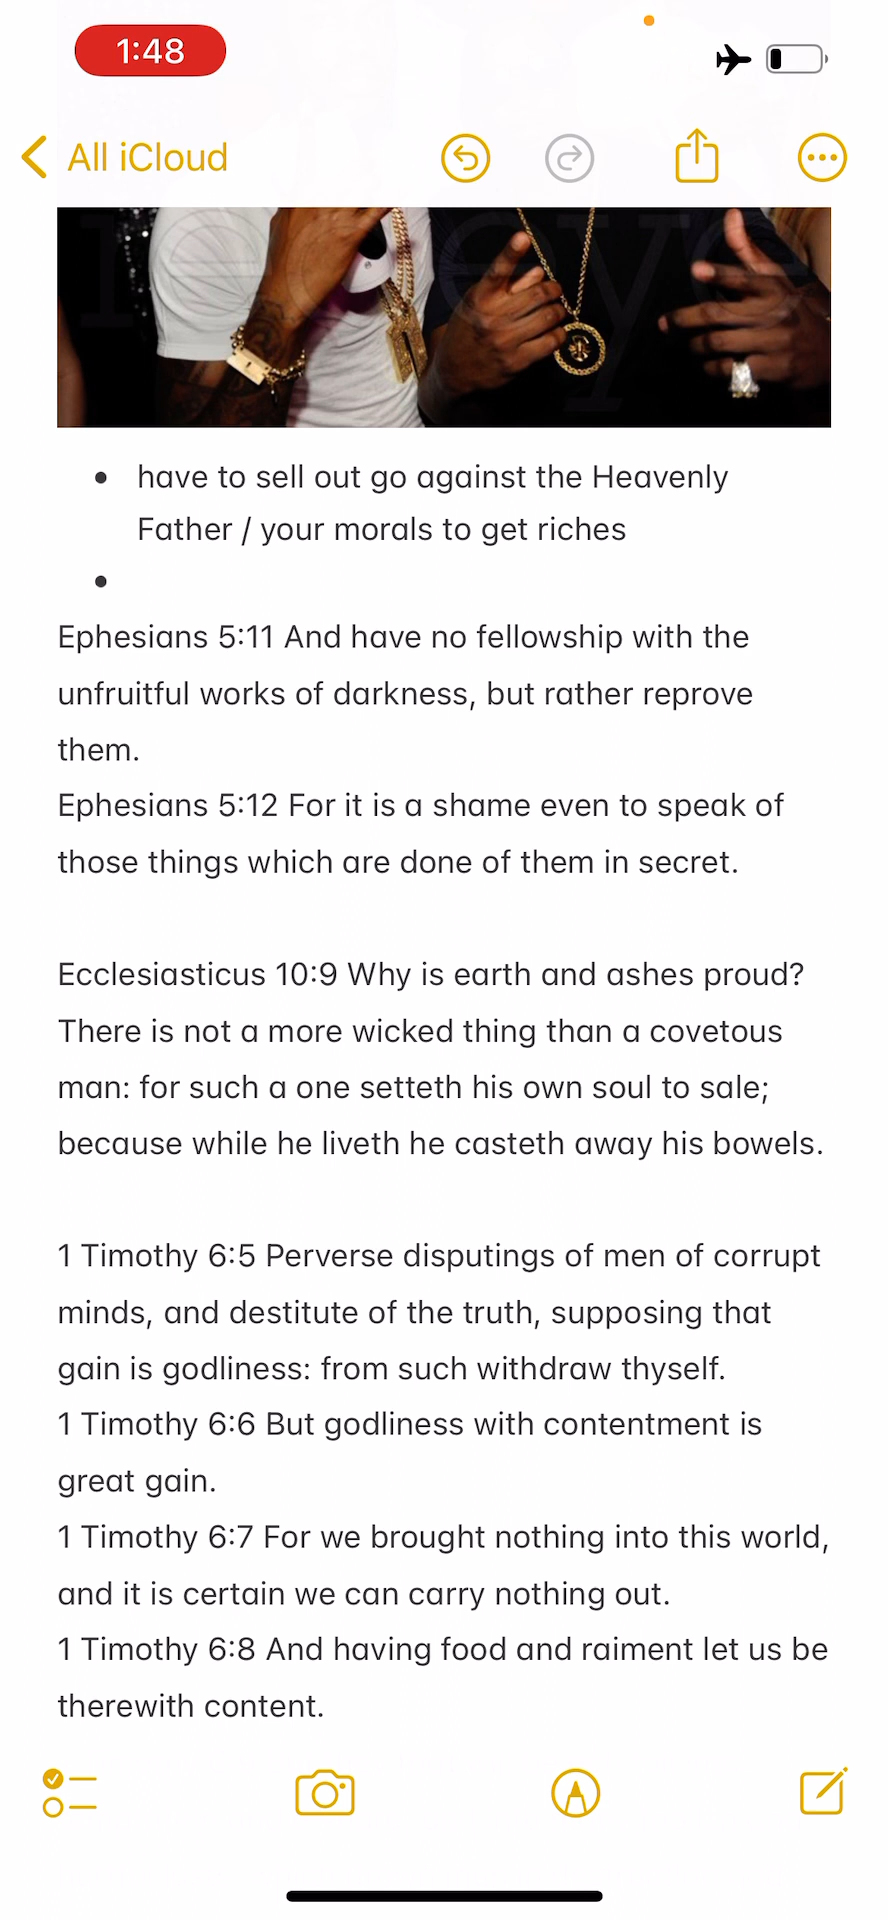 1:48
All iCloud
redeye
have to sell out go against the Heavenly
Father / your morals to get riches
Ephesians 5:11 And have no fellowship with the
unfruitful works of darkness, but rather reprove
them.
Ephesians 5:12 For it is a shame even to speak of
those things which are done of them in secret.
Ecclesiasticus 10:9 Why is earth and ashes proud?
There is not a more wicked thing than a covetous
man: for such a one setteth his own soul to sale;
because while he liveth he casteth away his bowels.
1 Timothy 6:5 Perverse disputings of men of corrupt
minds, and destitute of the truth, supposing that
gain is godliness: from such withdraw thyself.
1 Timothy 6:6 But godliness with contentment is
great gain.
1 Timothy 6:7 For we brought nothing into this world,
and it is certain we can carry nothing out.
1 Timothy 6:8 And having food and raiment let us be
therewith content.